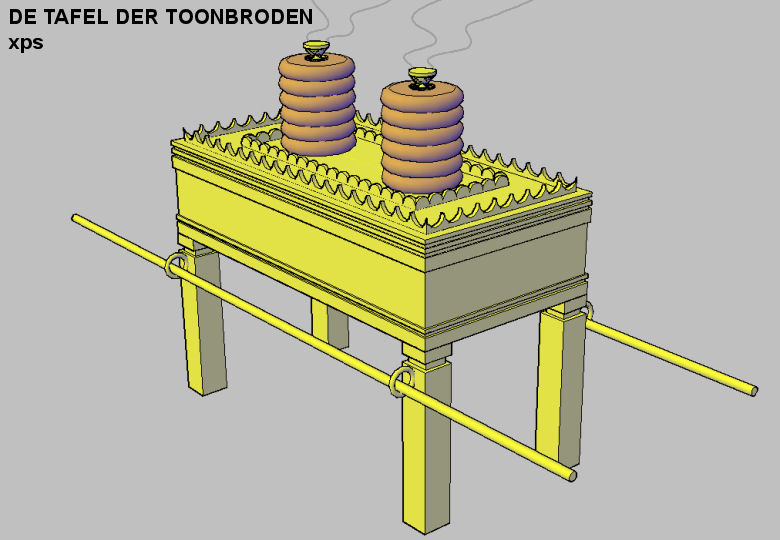 DE TAFEL DER TOONBRODEN
xps